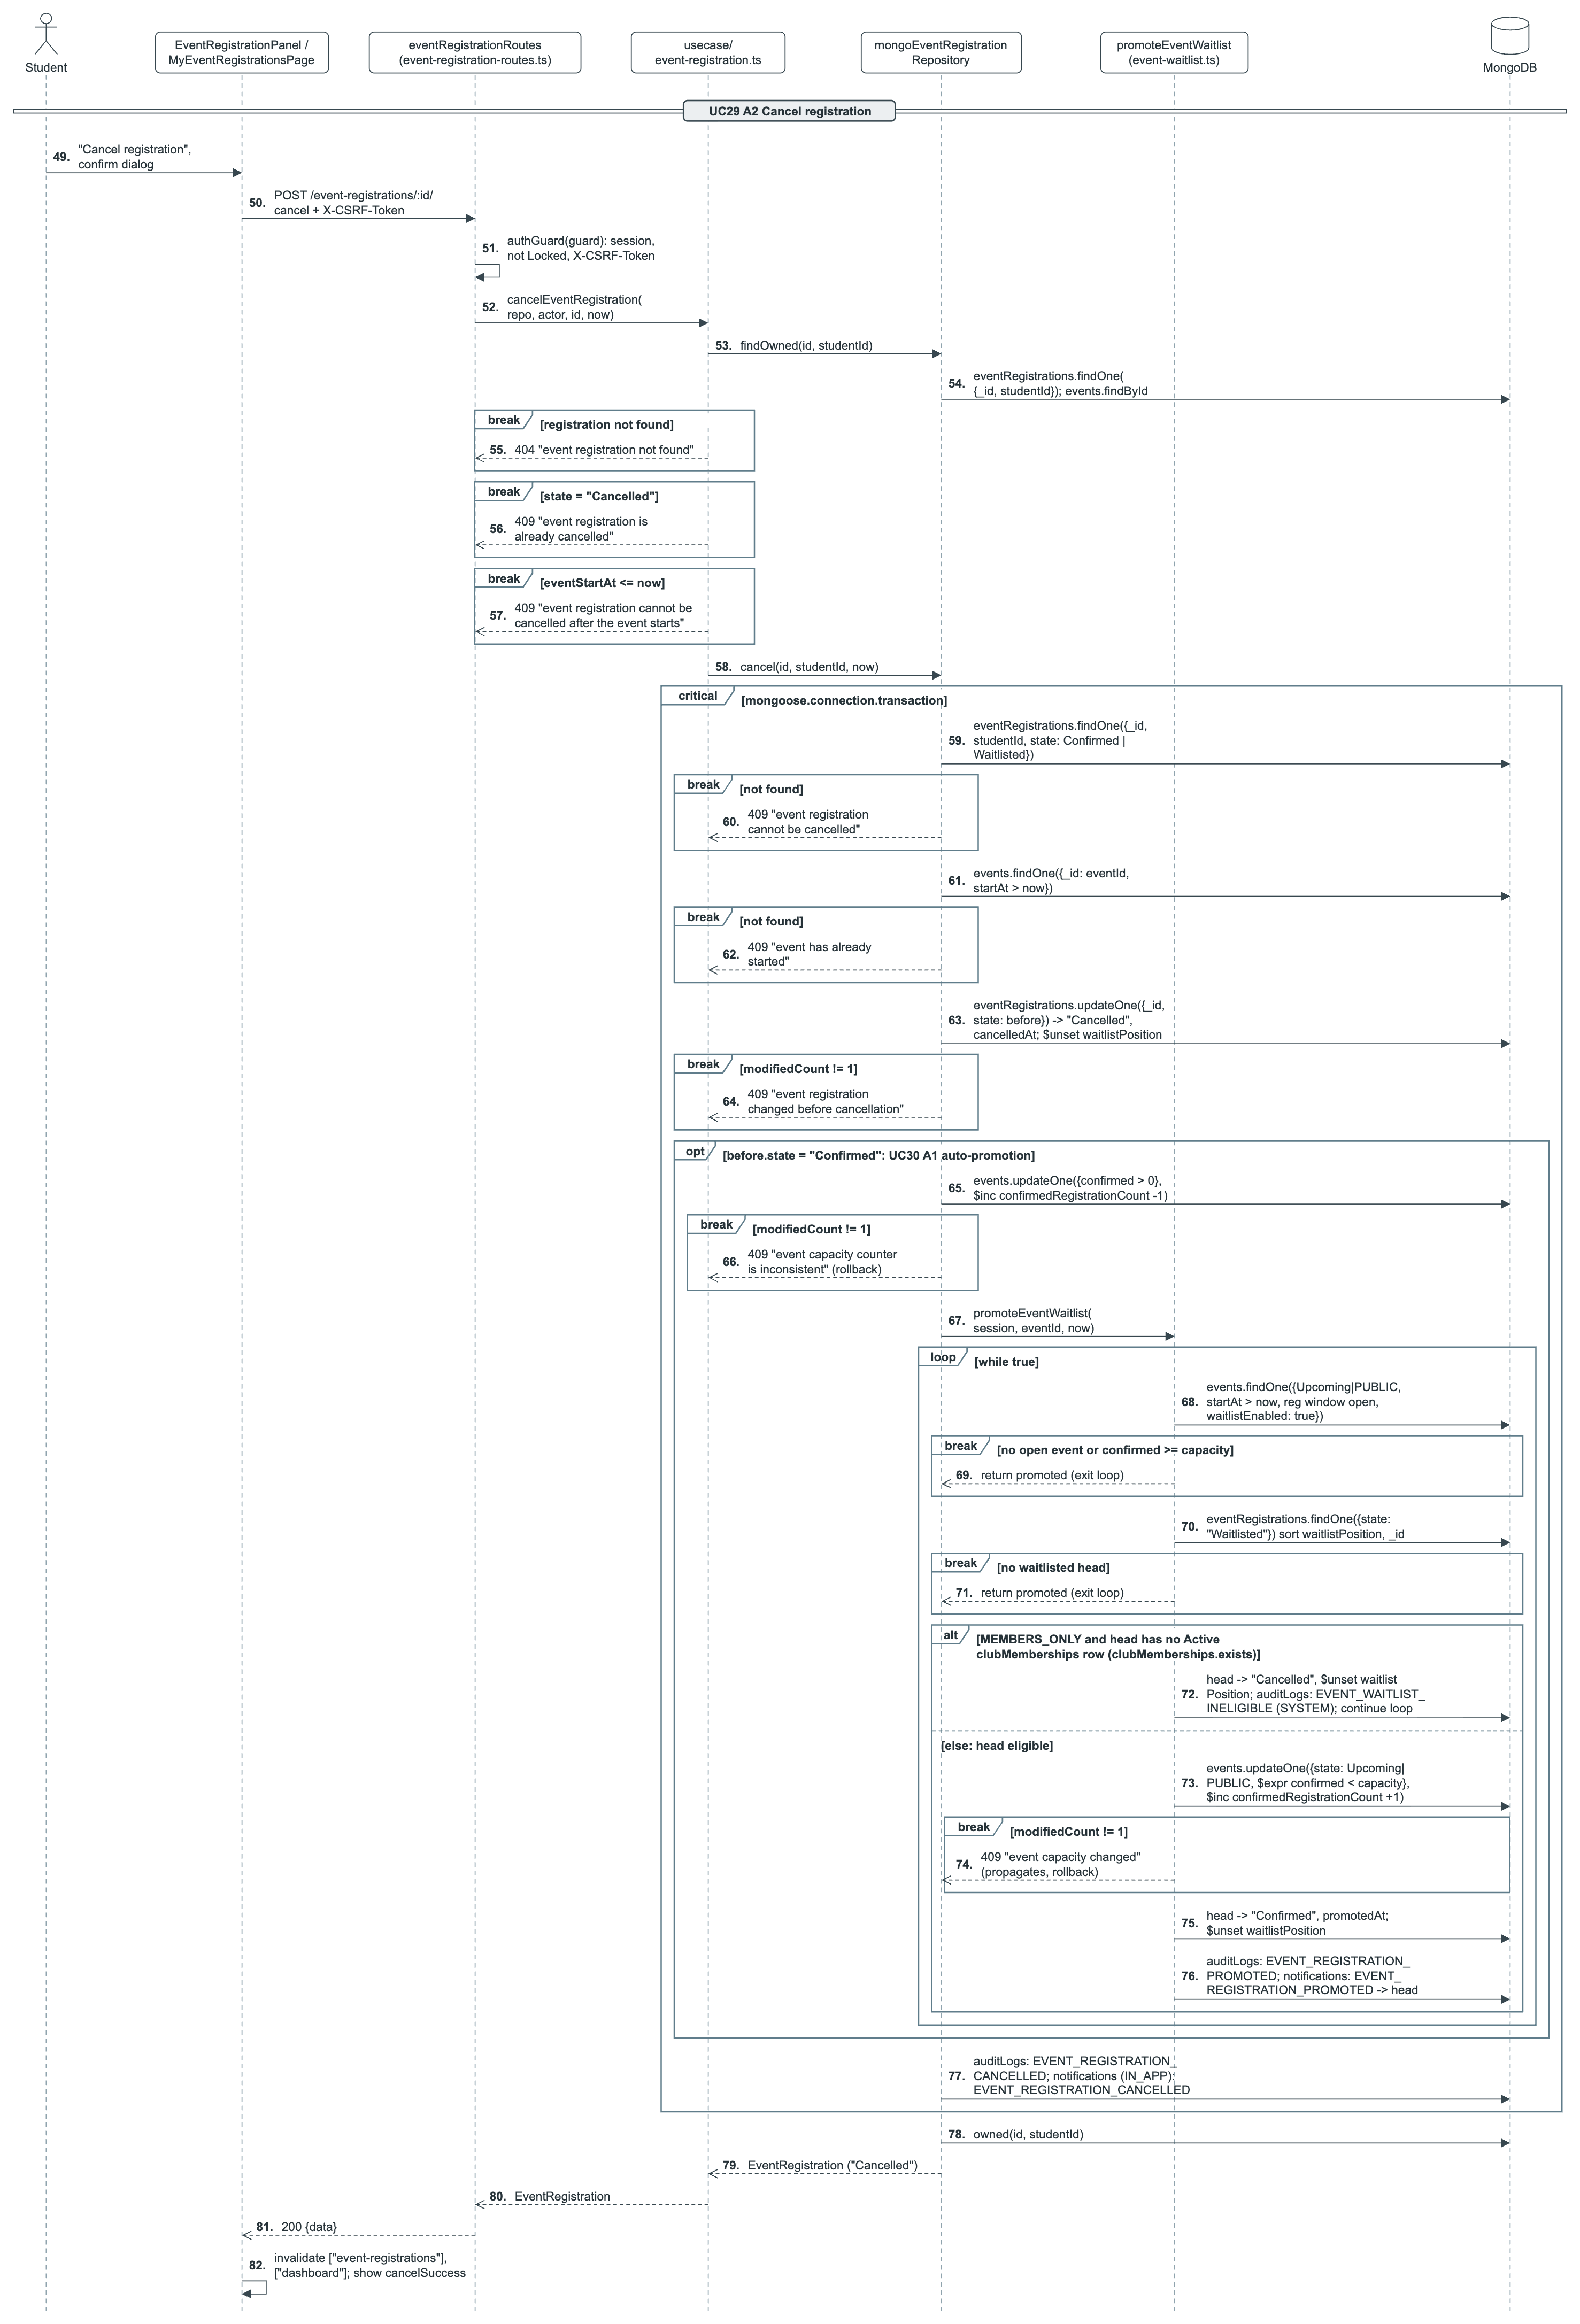 Student
EventRegistrationPanel /
MyEventRegistrationsPage
eventRegistrationRoutes
(event-registration-routes.ts)
usecase/
event-registration.ts
mongoEventRegistration
Repository
promoteEventWaitlist
(event-waitlist.ts)
MongoDB
UC29 A2 Cancel registration
49. "Cancel registration",
confirm dialog
50. POST /event-registrations/:id/
cancel + X-CSRF-Token
51. authGuard(guard): session,
not Locked, X-CSRF-Token
52. cancelEventRegistration(
repo, actor, id, now)
53. findOwned(id, studentId)
54. eventRegistrations.findOne(
{_id, studentId}); events.findById
break [registration not found]
55. 404 "event registration not found"
break [state = "Cancelled"]
56. 409 "event registration is
already cancelled"
break [eventStartAt <= now]
57. 409 "event registration cannot be
cancelled after the event starts"
58. cancel(id, studentId, now)
critical [mongoose.connection.transaction]
59. eventRegistrations.findOne({_id,
studentId, state: Confirmed |
Waitlisted})
break [not found]
60. 409 "event registration
cannot be cancelled"
61. events.findOne({_id: eventId,
startAt > now})
break [not found]
62. 409 "event has already
started"
63. eventRegistrations.updateOne({_id,
state: before}) -> "Cancelled",
cancelledAt; $unset waitlistPosition
break [modifiedCount != 1]
64. 409 "event registration
changed before cancellation"
opt [before.state = "Confirmed": UC30 A1 auto-promotion]
65. events.updateOne({confirmed > 0},
$inc confirmedRegistrationCount -1)
break [modifiedCount != 1]
66. 409 "event capacity counter
is inconsistent" (rollback)
67. promoteEventWaitlist(
session, eventId, now)
loop [while true]
68. events.findOne({Upcoming|PUBLIC,
startAt > now, reg window open,
waitlistEnabled: true})
break [no open event or confirmed >= capacity]
69. return promoted (exit loop)
70. eventRegistrations.findOne({state:
"Waitlisted"}) sort waitlistPosition, _id
break [no waitlisted head]
71. return promoted (exit loop)
alt [MEMBERS_ONLY and head has no Active
clubMemberships row (clubMemberships.exists)]
72. head -> "Cancelled", $unset waitlist
Position; auditLogs: EVENT_WAITLIST_
INELIGIBLE (SYSTEM); continue loop
[else: head eligible]
73. events.updateOne({state: Upcoming|
PUBLIC, $expr confirmed < capacity},
$inc confirmedRegistrationCount +1)
break [modifiedCount != 1]
74. 409 "event capacity changed"
(propagates, rollback)
75. head -> "Confirmed", promotedAt;
$unset waitlistPosition
76. auditLogs: EVENT_REGISTRATION_
PROMOTED; notifications: EVENT_
REGISTRATION_PROMOTED -> head
77. auditLogs: EVENT_REGISTRATION_
CANCELLED; notifications (IN_APP):
EVENT_REGISTRATION_CANCELLED
78. owned(id, studentId)
79. EventRegistration ("Cancelled")
80. EventRegistration
81. 200 {data}
82. invalidate ["event-registrations"],
["dashboard"]; show cancelSuccess